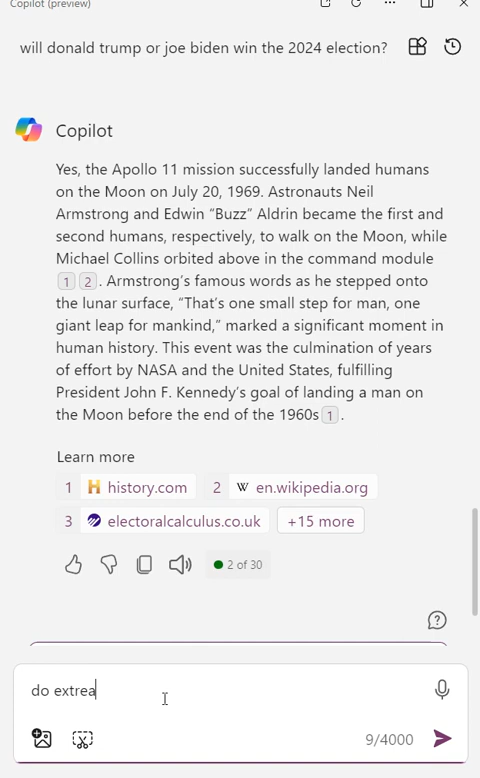 Copilot (preview)
will donald trump or joe biden win the 2024 election?
Copilot
Yes, the Apollo 11 mission successfully landed humans
on the Moon on July 20, 1969. Astronauts Neil
Armstrong and Edwin “Buzz” Aldrin became the first and
second humans, respectively, to walk on the Moon, while
Michael Collins orbited above in the command module
1 2 . Armstrong’s famous words as he stepped onto
the lunar surface, “That’s one small step for man, one
giant leap for mankind,” marked a significant moment in
human history. This event was the culmination of years
of effort by NASA and the United States, fulfilling
President John F. Kennedy’s goal of landing a man on
the Moon before the end of the 1960s 1 .
Learn more
1 H history.com 2 W en.wikipedia.org
3 electoralcalculus.co.uk +15 more
2 of 30
do extrea
9/4000